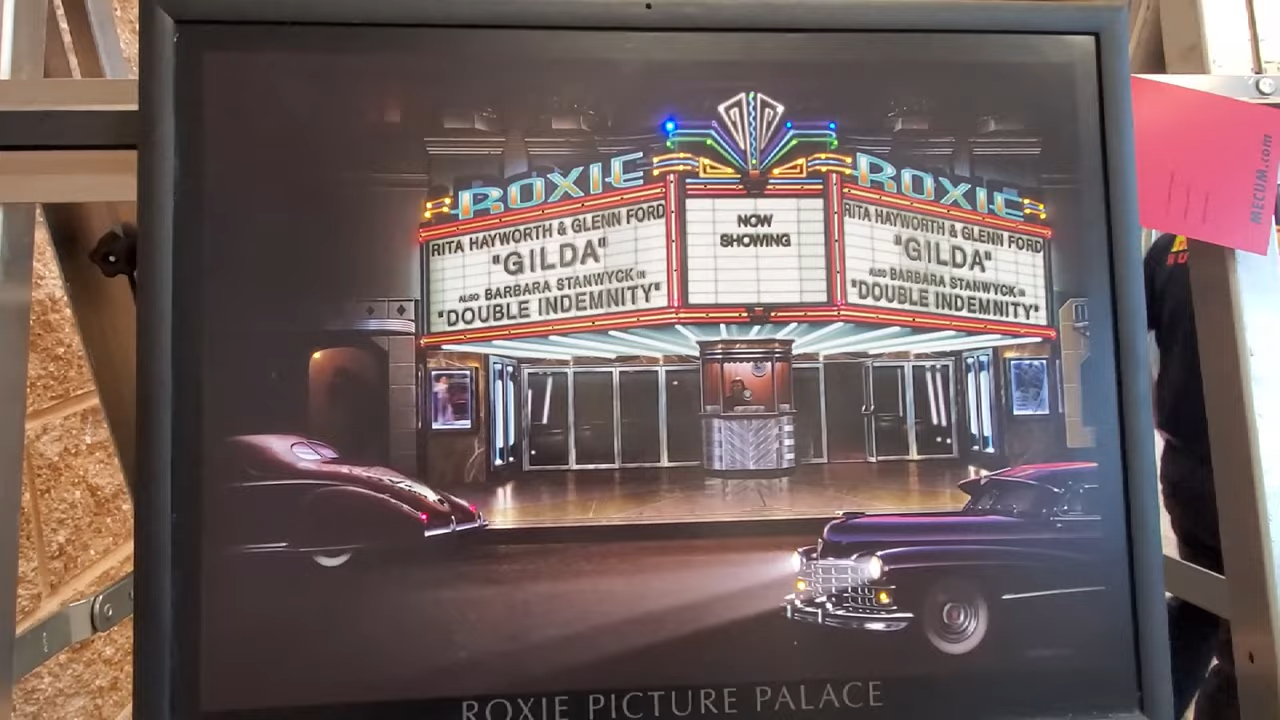 ROXIE
RITA HAYWORTH & GLENN FORD
"GILDA"
ALSO BARBARA STANWYCK IN
"DOUBLE INDEMNITY"
NOW
SHOWING
ROXIE
RITA HAYWORTH & GLENN FORD
"GILDA"
ALSO BARBARA STANWYCK IN
"DOUBLE INDEMNITY"
ROXIE PICTURE PALACE
MECUM.com